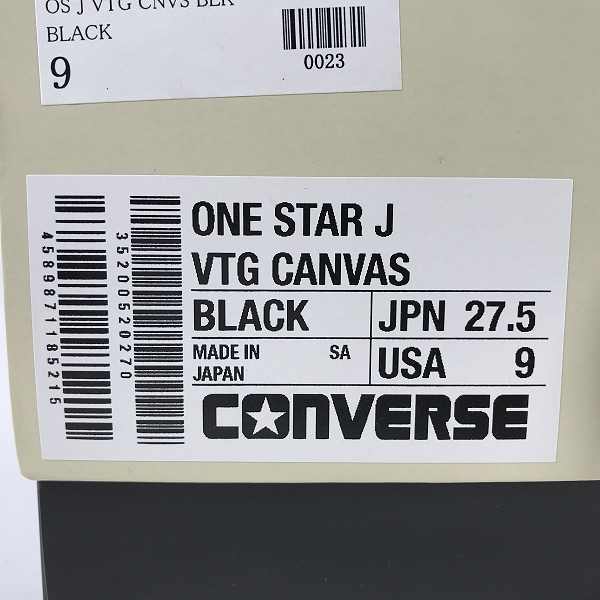 OS J VTG CNVS BLK
BLACK
9
0023
4589871185215
35200520270
ONE STAR J
VTG CANVAS
BLACK
JPN 27.5
MADE IN JAPAN
SA
USA 9
CONVERSE